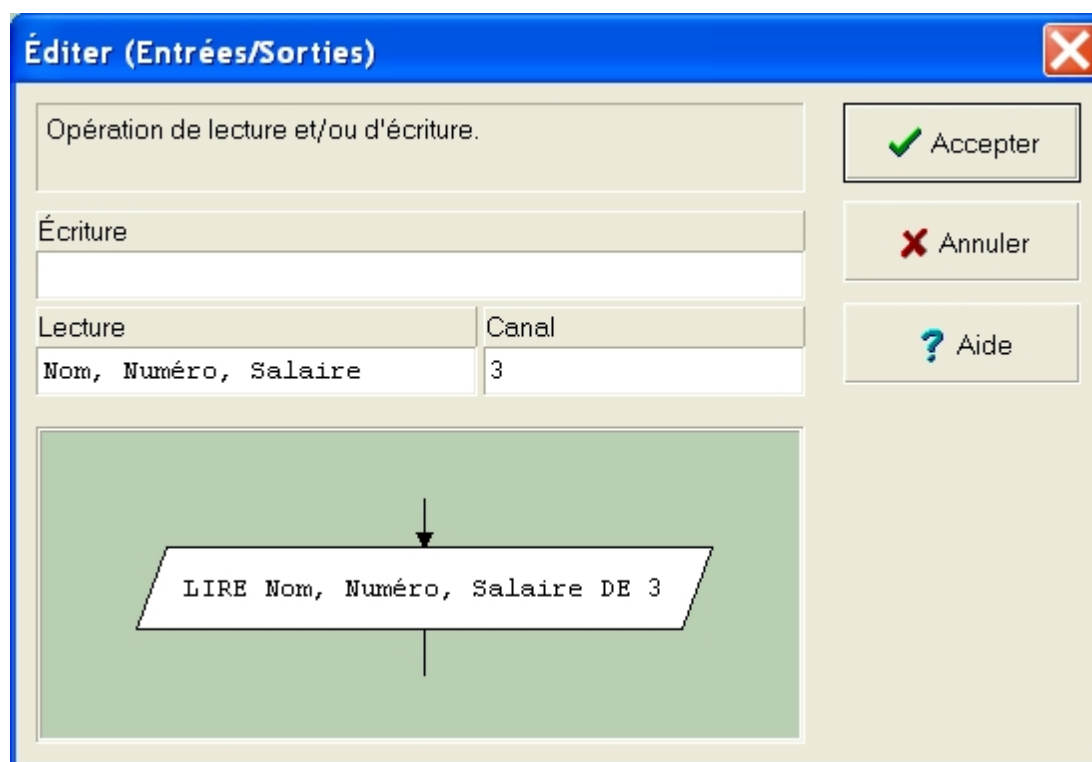 Éditer (Entrées/Sorties)
Opération de lecture et/ou d'écriture.
Accepter
Écriture
Annuler
Lecture
Canal
Nom, Numéro, Salaire
3
Aide
LIRE Nom, Numéro, Salaire DE 3